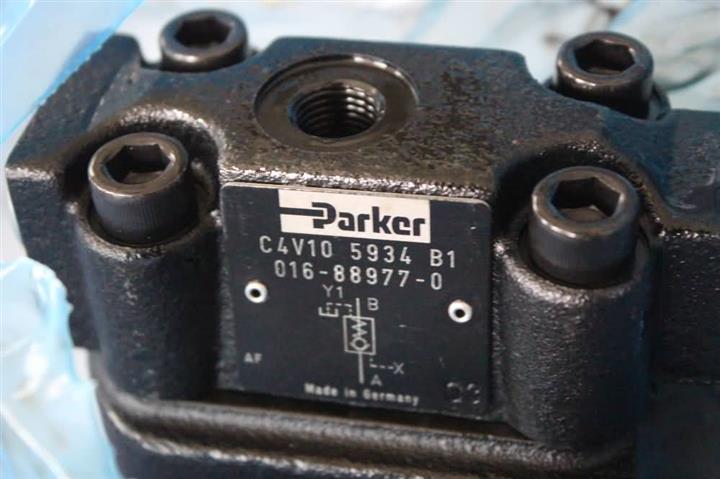 Parker
C4V10 5934 B1
016-88977-0
Y1
B
X
AF
A
Made in Germany